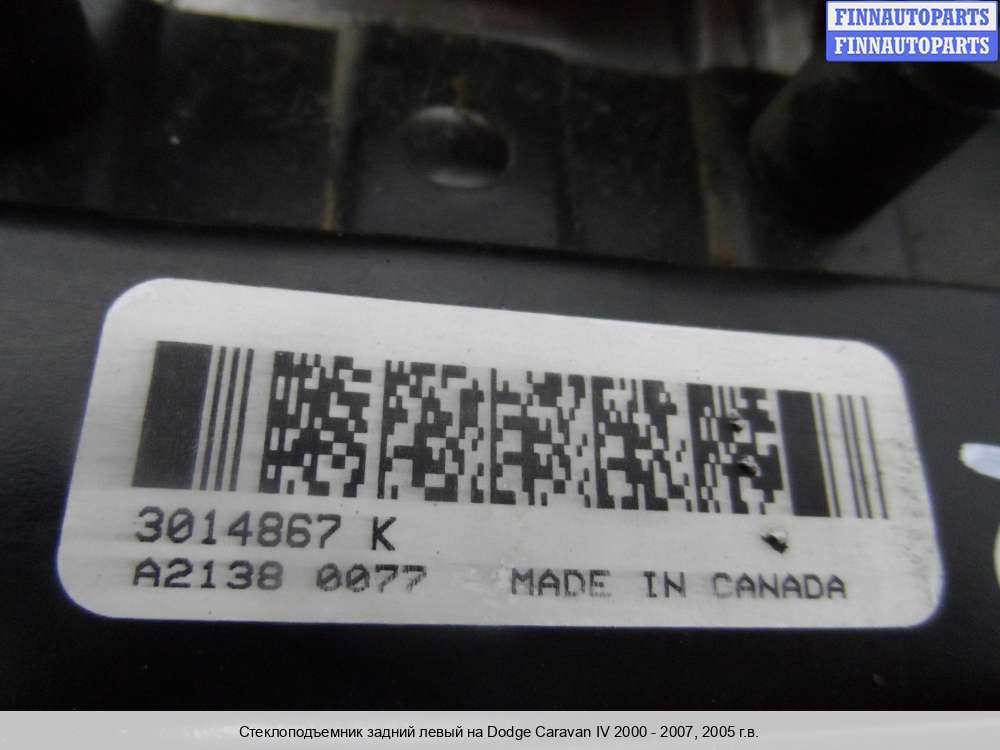 FINNAUTOPARTS
FINNAUTOPARTS
3014867 K
A2138 0077 MADE IN CANADA
Стеклоподъемник задний левый на Dodge Caravan IV 2000 - 2007, 2005 г.в.